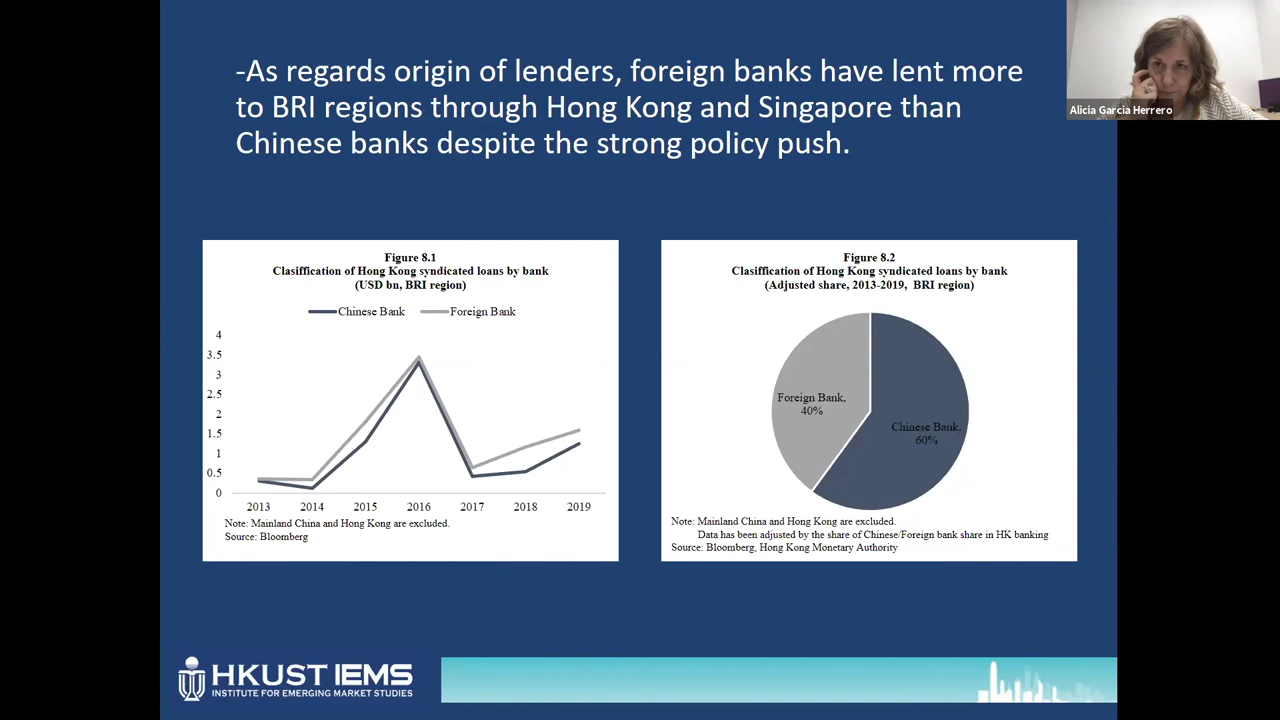 -As regards origin of lenders, foreign banks have lent more
to BRI regions through Hong Kong and Singapore than
Chinese banks despite the strong policy push.
Alicia Garcia Herrero
Figure 8.1
Clasiffication of Hong Kong syndicated loans by bank
(USD bn, BRI region)
Chinese Bank
Foreign Bank
4
3.5
3
2.5
2
1.5
1
0.5
0
2013 2014 2015 2016 2017 2018 2019
Note: Mainland China and Hong Kong are excluded.
Source: Bloomberg
Figure 8.2
Clasiffication of Hong Kong syndicated loans by bank
(Adjusted share, 2013-2019, BRI region)
Foreign Bank,
40%
Chinese Bank,
60%
Note: Mainland China and Hong Kong are excluded.
Data has been adjusted by the share of Chinese/Foreign bank share in HK banking
Source: Bloomberg, Hong Kong Monetary Authority
HKUST IEMS
INSTITUTE FOR EMERGING MARKET STUDIES